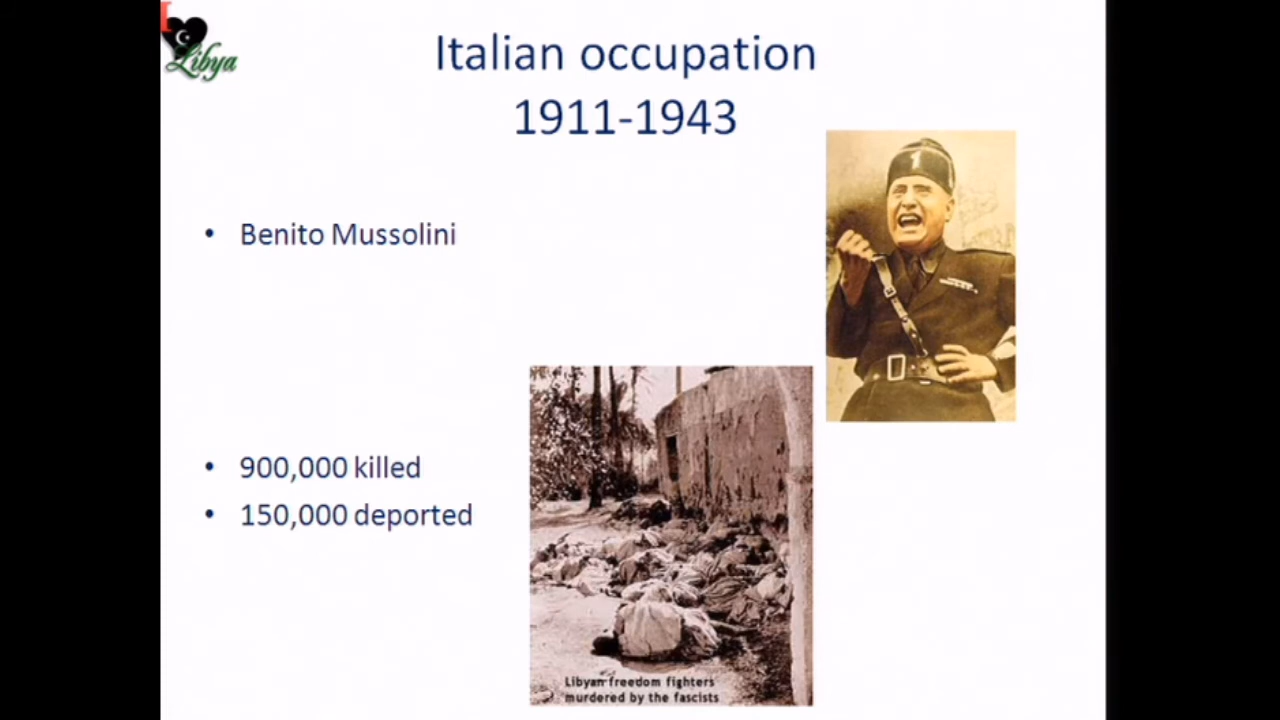 I
Libya
Italian occupation
1911-1943
• Benito Mussolini
• 900,000 killed
• 150,000 deported
Libyan freedom fighters
murdered by the fascists